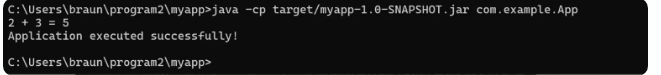 C:\Users\braun\program2\myapp>java -cp target/myapp-1.0-SNAPSHOT.jar com.example.App
2 + 3 = 5
Application executed successfully!
C:\Users\braun\program2\myapp>